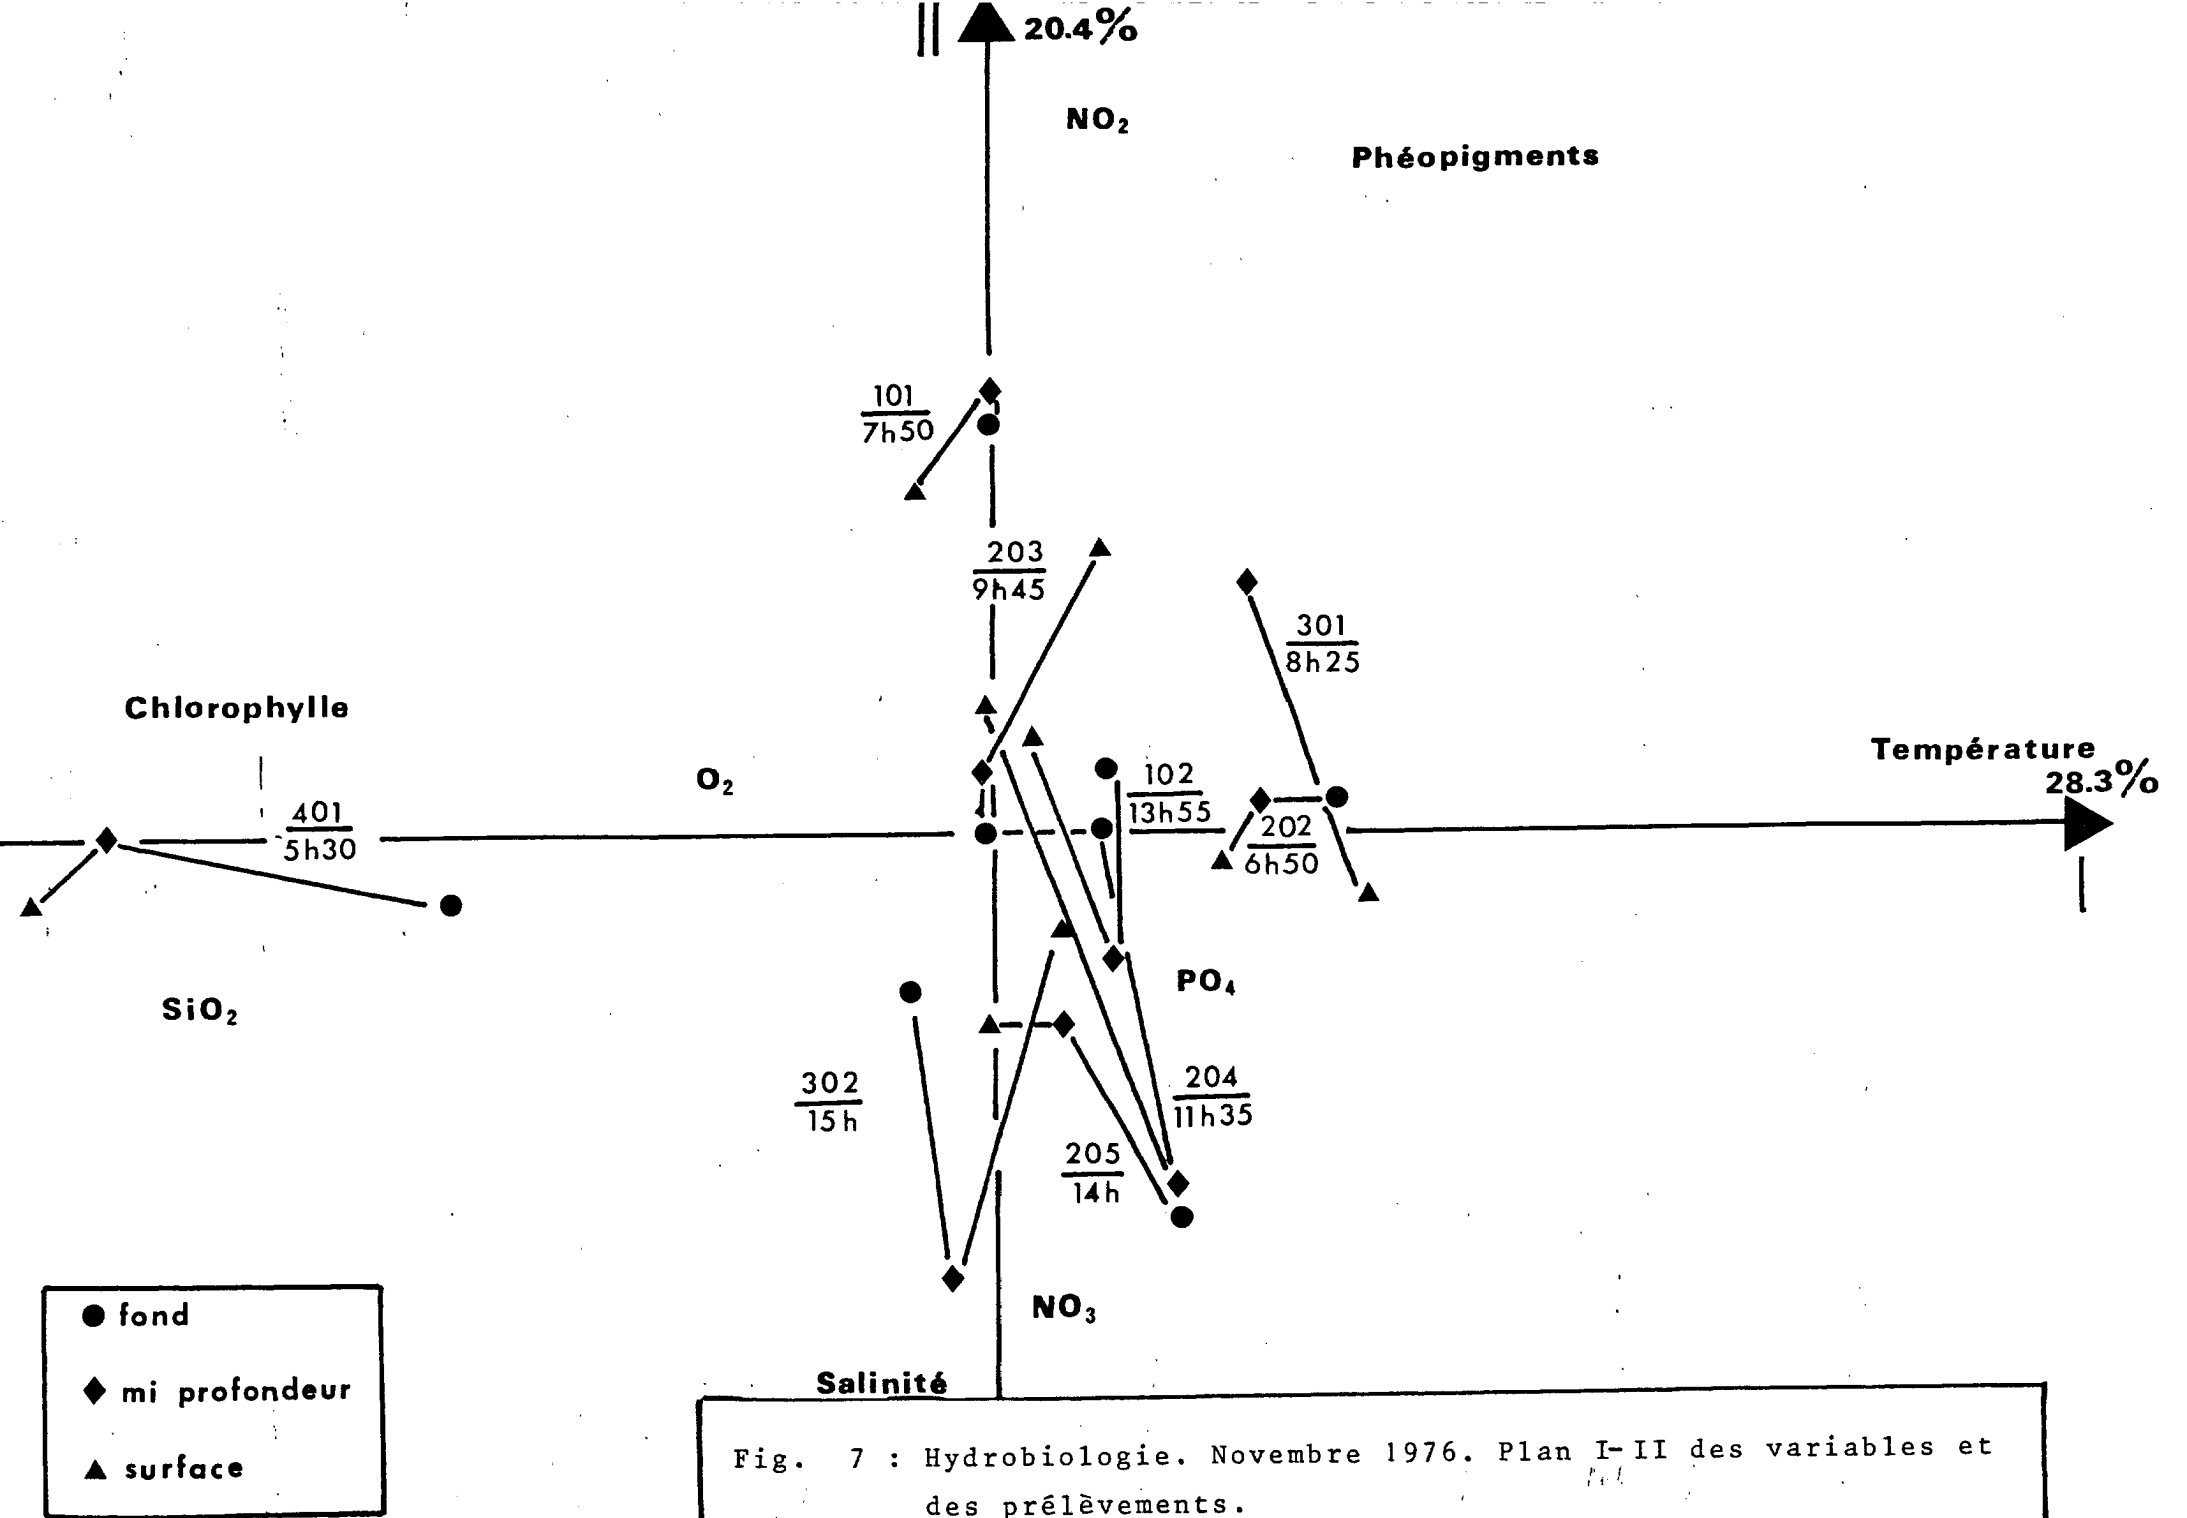 II 20.4%
NO₂
Phéopigments
101
7h50
203
9h45
301
8h25
Chlorophylle
Température
28.3%
O₂
102
13h55
401
5h30
202
6h50
I
PO₄
SiO₂
302
15h
204
11h35
205
14h
NO₃
fond
mi profondeur
surface
Salinité
Fig. 7 : Hydrobiologie. Novembre 1976. Plan I-II des variables et
des prélèvements.